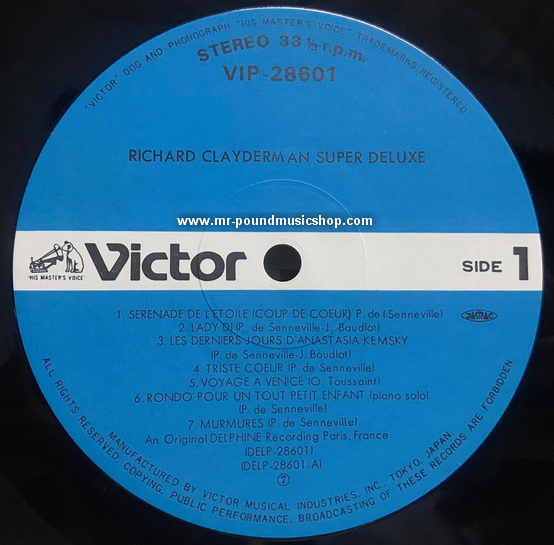 "VICTOR" DOG AND PHONOGRAPH "HIS MASTER'S VOICE" TRADEMARKS REGISTERED
STEREO 33 ⅓ r.p.m.
VIP-28601
RICHARD CLAYDERMAN SUPER DELUXE
www.mr-poundmusicshop.com
'HIS MASTER'S VOICE'
Victor
SIDE 1
1. SERENADE DE L'ETOILE (COUP DE COEUR) P. de (Senneville)
JASRAC
2. LADY DI(P. de Senneville-J. Baudlot)
3. LES DERNIERS JOURS D'ANASTASIA KEMSKY
(P. de Senneville-J. Baudlot)
4. TRISTE COEUR (P. de Senneville)
5. VOYAGE A VENICE (O. Toussaint)
6. RONDO POUR UN TOUT PETIT ENFANT (piano solo)
(P. de Senneville)
7. MURMURES (P. de Senneville)
An Original DELPHINE Recording Paris, France
(DELP-28601)
(DELP-28601-A)
⑦
MANUFACTURED BY VICTOR MUSICAL INDUSTRIES, INC., TOKYO, JAPAN
ALL RIGHTS RESERVED. COPYING, PUBLIC PERFORMANCE, BROADCASTING OF THESE RECORDS ARE FORBIDDEN.